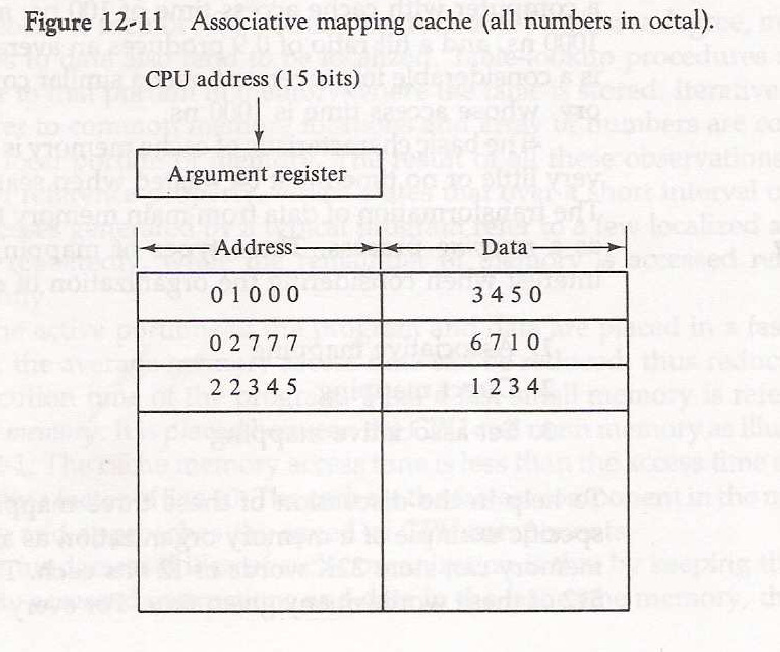 Figure 12-11 Associative mapping cache (all numbers in octal).
CPU address (15 bits)
Argument register
Address Data
01000 3450
02777 6710
22345 1234